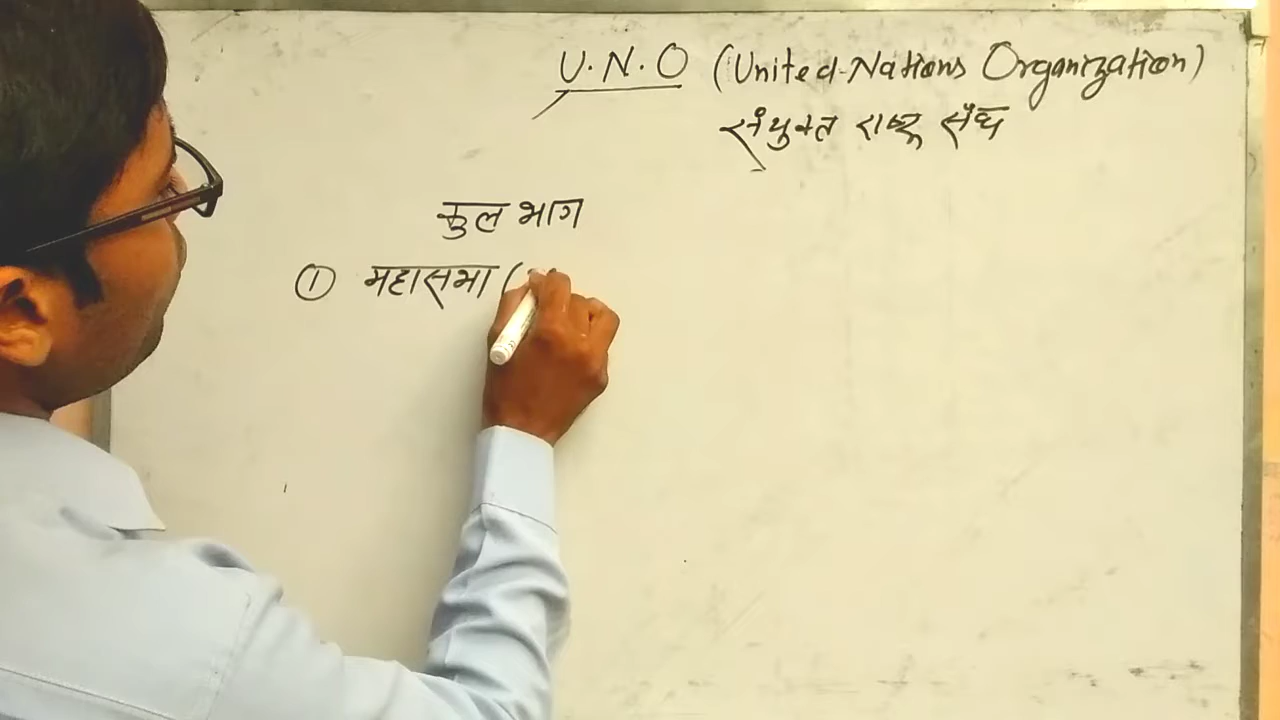 U.N.O (United Nations Organization)
संयुक्त राष्ट्र संघ
कुल भाग
① महासभा (